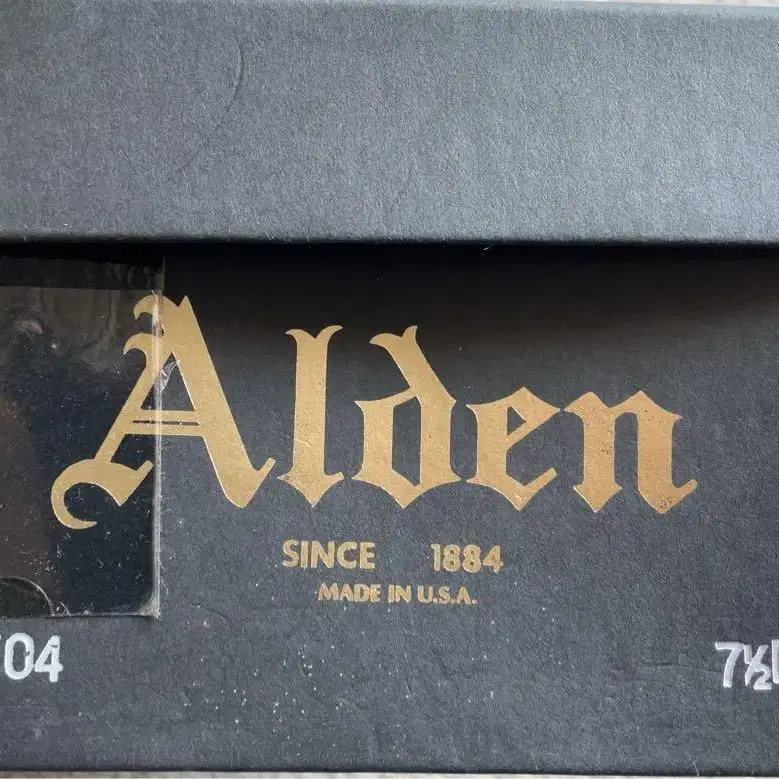 Alden
SINCE 1884
MADE IN U.S.A.
04 7½